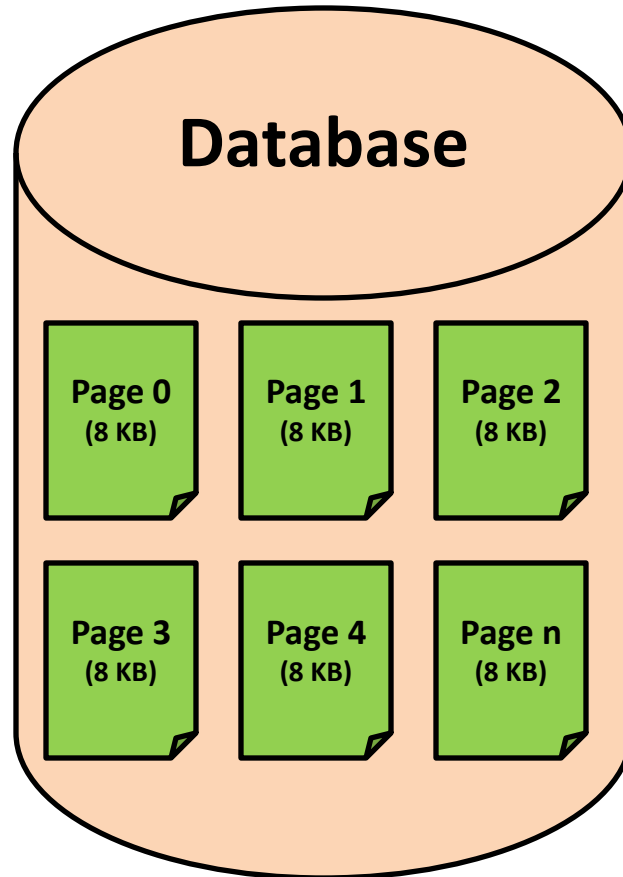 Database
Page 0
(8 KB)
Page 1
(8 KB)
Page 2
(8 KB)
Page 3
(8 KB)
Page 4
(8 KB)
Page n
(8 KB)